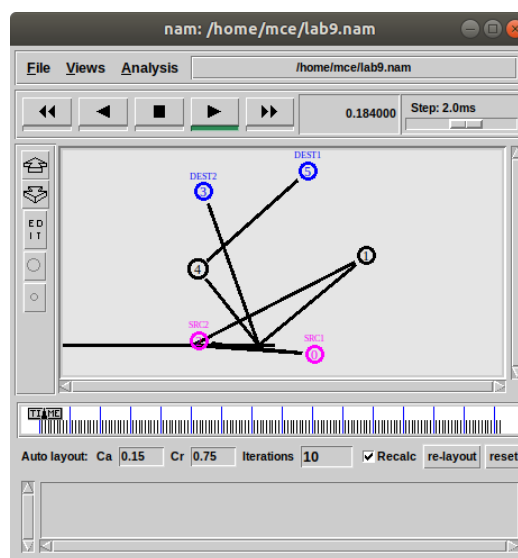 nam: /home/mce/lab9.nam
File Views Analysis /home/mce/lab9.nam
0.184000 Step: 2.0ms
DEST1
5
DEST2
3
ED
IT
1
4
SRC2
SRC1
0
TIME
Auto layout: Ca 0.15 Cr 0.75 Iterations 10 Recalc re-layout reset